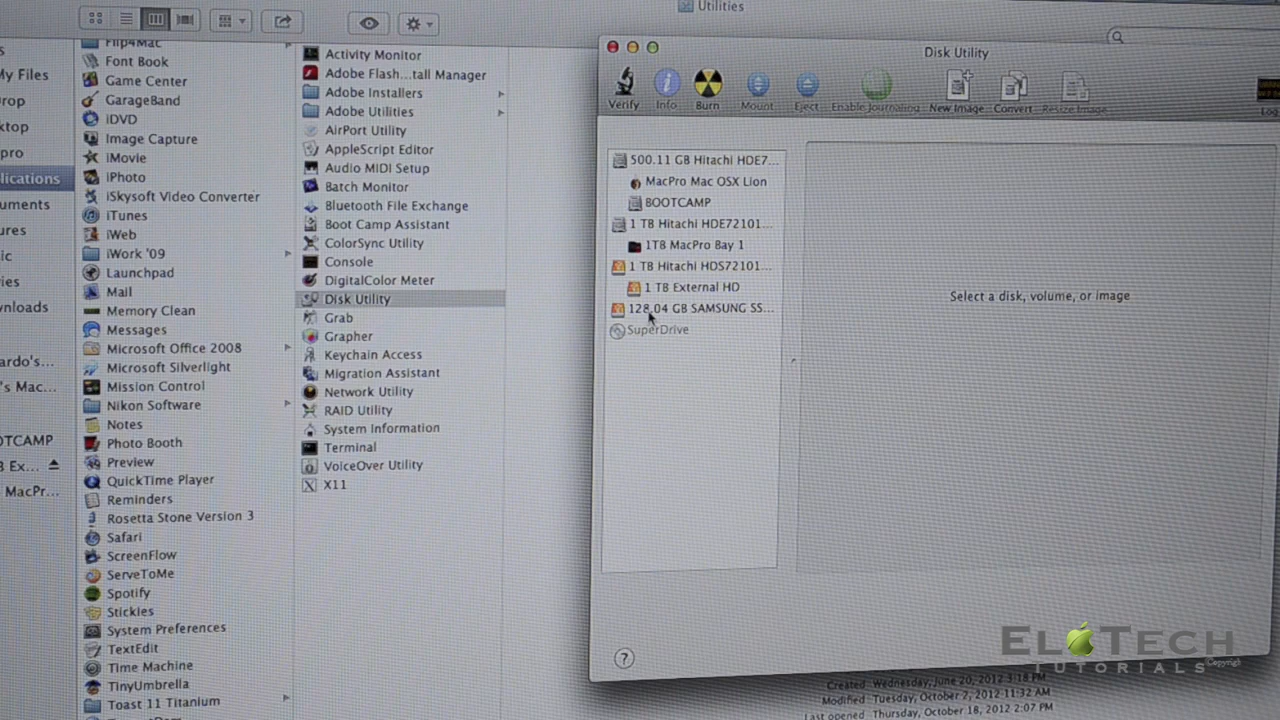 Utilities
My Files
rop
ktop
pro
lications
uments
ires
ic
ies
nloads
ardo's...
's Mac...
OTCAMP
B Ex...
MacPro...
Flip4Mac
Font Book
Game Center
GarageBand
iDVD
Image Capture
iMovie
iPhoto
iSkysoft Video Converter
iTunes
iWeb
iWork '09
Launchpad
Mail
Memory Clean
Messages
Microsoft Office 2008
Microsoft Silverlight
Mission Control
Nikon Software
Notes
Photo Booth
Preview
QuickTime Player
Reminders
Rosetta Stone Version 3
Safari
ScreenFlow
ServeToMe
Spotify
Stickies
System Preferences
TextEdit
Time Machine
TinyUmbrella
Toast 11 Titanium
Activity Monitor
Adobe Flash...tall Manager
Adobe Installers
Adobe Utilities
AirPort Utility
AppleScript Editor
Audio MIDI Setup
Batch Monitor
Bluetooth File Exchange
Boot Camp Assistant
ColorSync Utility
Console
DigitalColor Meter
Disk Utility
Grab
Grapher
Keychain Access
Migration Assistant
Network Utility
RAID Utility
System Information
Terminal
VoiceOver Utility
X11
Disk Utility
Verify Info Burn Mount Eject Enable Journaling New Image Convert Resize Image Log
500.11 GB Hitachi HDE7...
MacPro Mac OSX Lion
BOOTCAMP
1 TB Hitachi HDE72101...
1TB MacPro Bay 1
1 TB Hitachi HDS72101...
1 TB External HD
128.04 GB SAMSUNG SS...
SuperDrive
Select a disk, volume, or image
?
ELOTECH
TUTORIALS Copyright
Created Wednesday, June 20, 2012 3:18 PM
Modified Tuesday, October 2, 2012 11:32 AM
Last opened Thursday, October 18, 2012 2:07 PM